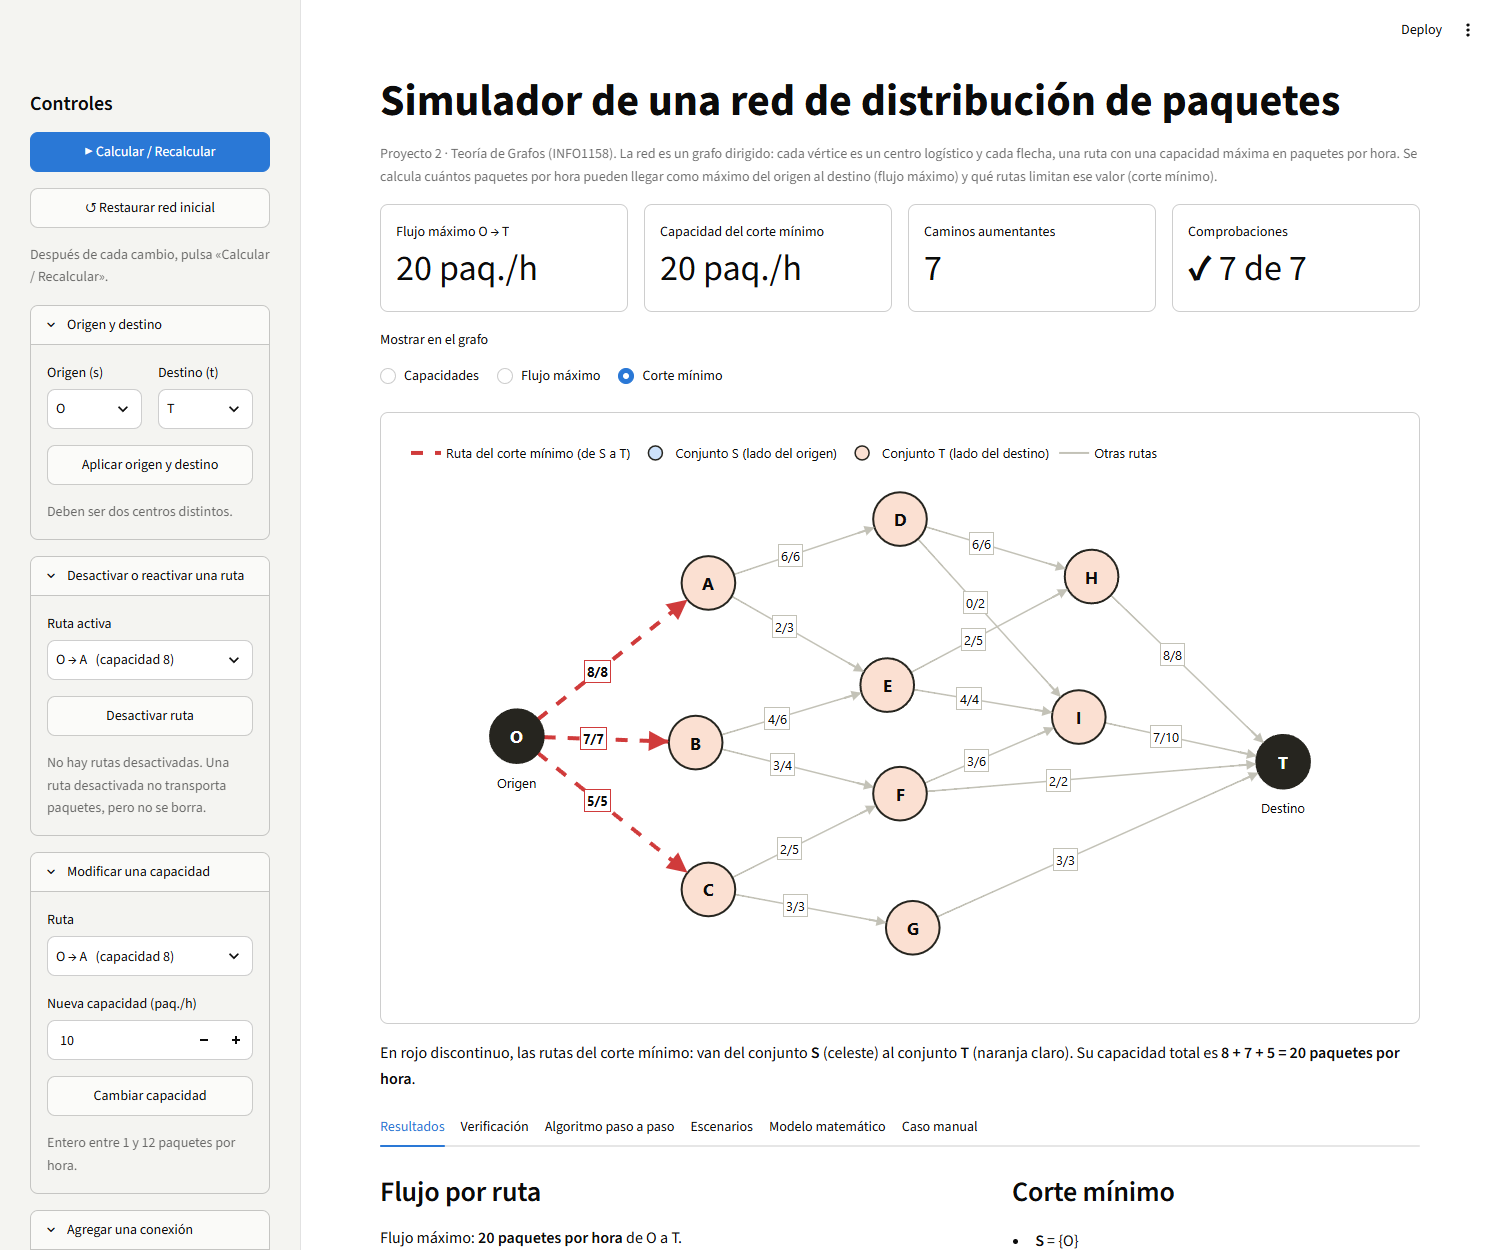 Deploy
Controles
▶ Calcular / Recalcular
↺ Restaurar red inicial
Después de cada cambio, pulsa «Calcular
/ Recalcular».
Origen y destino
Origen (s)
Destino (t)
O
T
Aplicar origen y destino
Deben ser dos centros distintos.
Desactivar o reactivar una ruta
Ruta activa
O → A (capacidad 8)
Desactivar ruta
No hay rutas desactivadas. Una
ruta desactivada no transporta
paquetes, pero no se borra.
Modificar una capacidad
Ruta
O → A (capacidad 8)
Nueva capacidad (paq./h)
10
Cambiar capacidad
Entero entre 1 y 12 paquetes por
hora.
Agregar una conexión
Simulador de una red de distribución de paquetes
Proyecto 2 · Teoría de Grafos (INFO1158). La red es un grafo dirigido: cada vértice es un centro logístico y cada flecha, una ruta con una capacidad máxima en paquetes por hora. Se
calcula cuántos paquetes por hora pueden llegar como máximo del origen al destino (flujo máximo) y qué rutas limitan ese valor (corte mínimo).
Flujo máximo O → T
20 paq./h
Capacidad del corte mínimo
20 paq./h
Caminos aumentantes
7
Comprobaciones
✓ 7 de 7
Mostrar en el grafo
Capacidades
Flujo máximo
Corte mínimo
Ruta del corte mínimo (de S a T)
Conjunto S (lado del origen)
Conjunto T (lado del destino)
Otras rutas
D
6/6
6/6
A
H
0/2
2/3
2/5
8/8
8/8
E
4/4
4/6
I
O
7/7
B
7/10
Origen
3/4
3/6
2/2
T
Destino
5/5
F
2/5
3/3
C
3/3
G
En rojo discontinuo, las rutas del corte mínimo: van del conjunto S (celeste) al conjunto T (naranja claro). Su capacidad total es 8 + 7 + 5 = 20 paquetes por
hora.
Resultados
Verificación
Algoritmo paso a paso
Escenarios
Modelo matemático
Caso manual
Flujo por ruta
Flujo máximo: 20 paquetes por hora de O a T.
Corte mínimo
• S = {O}